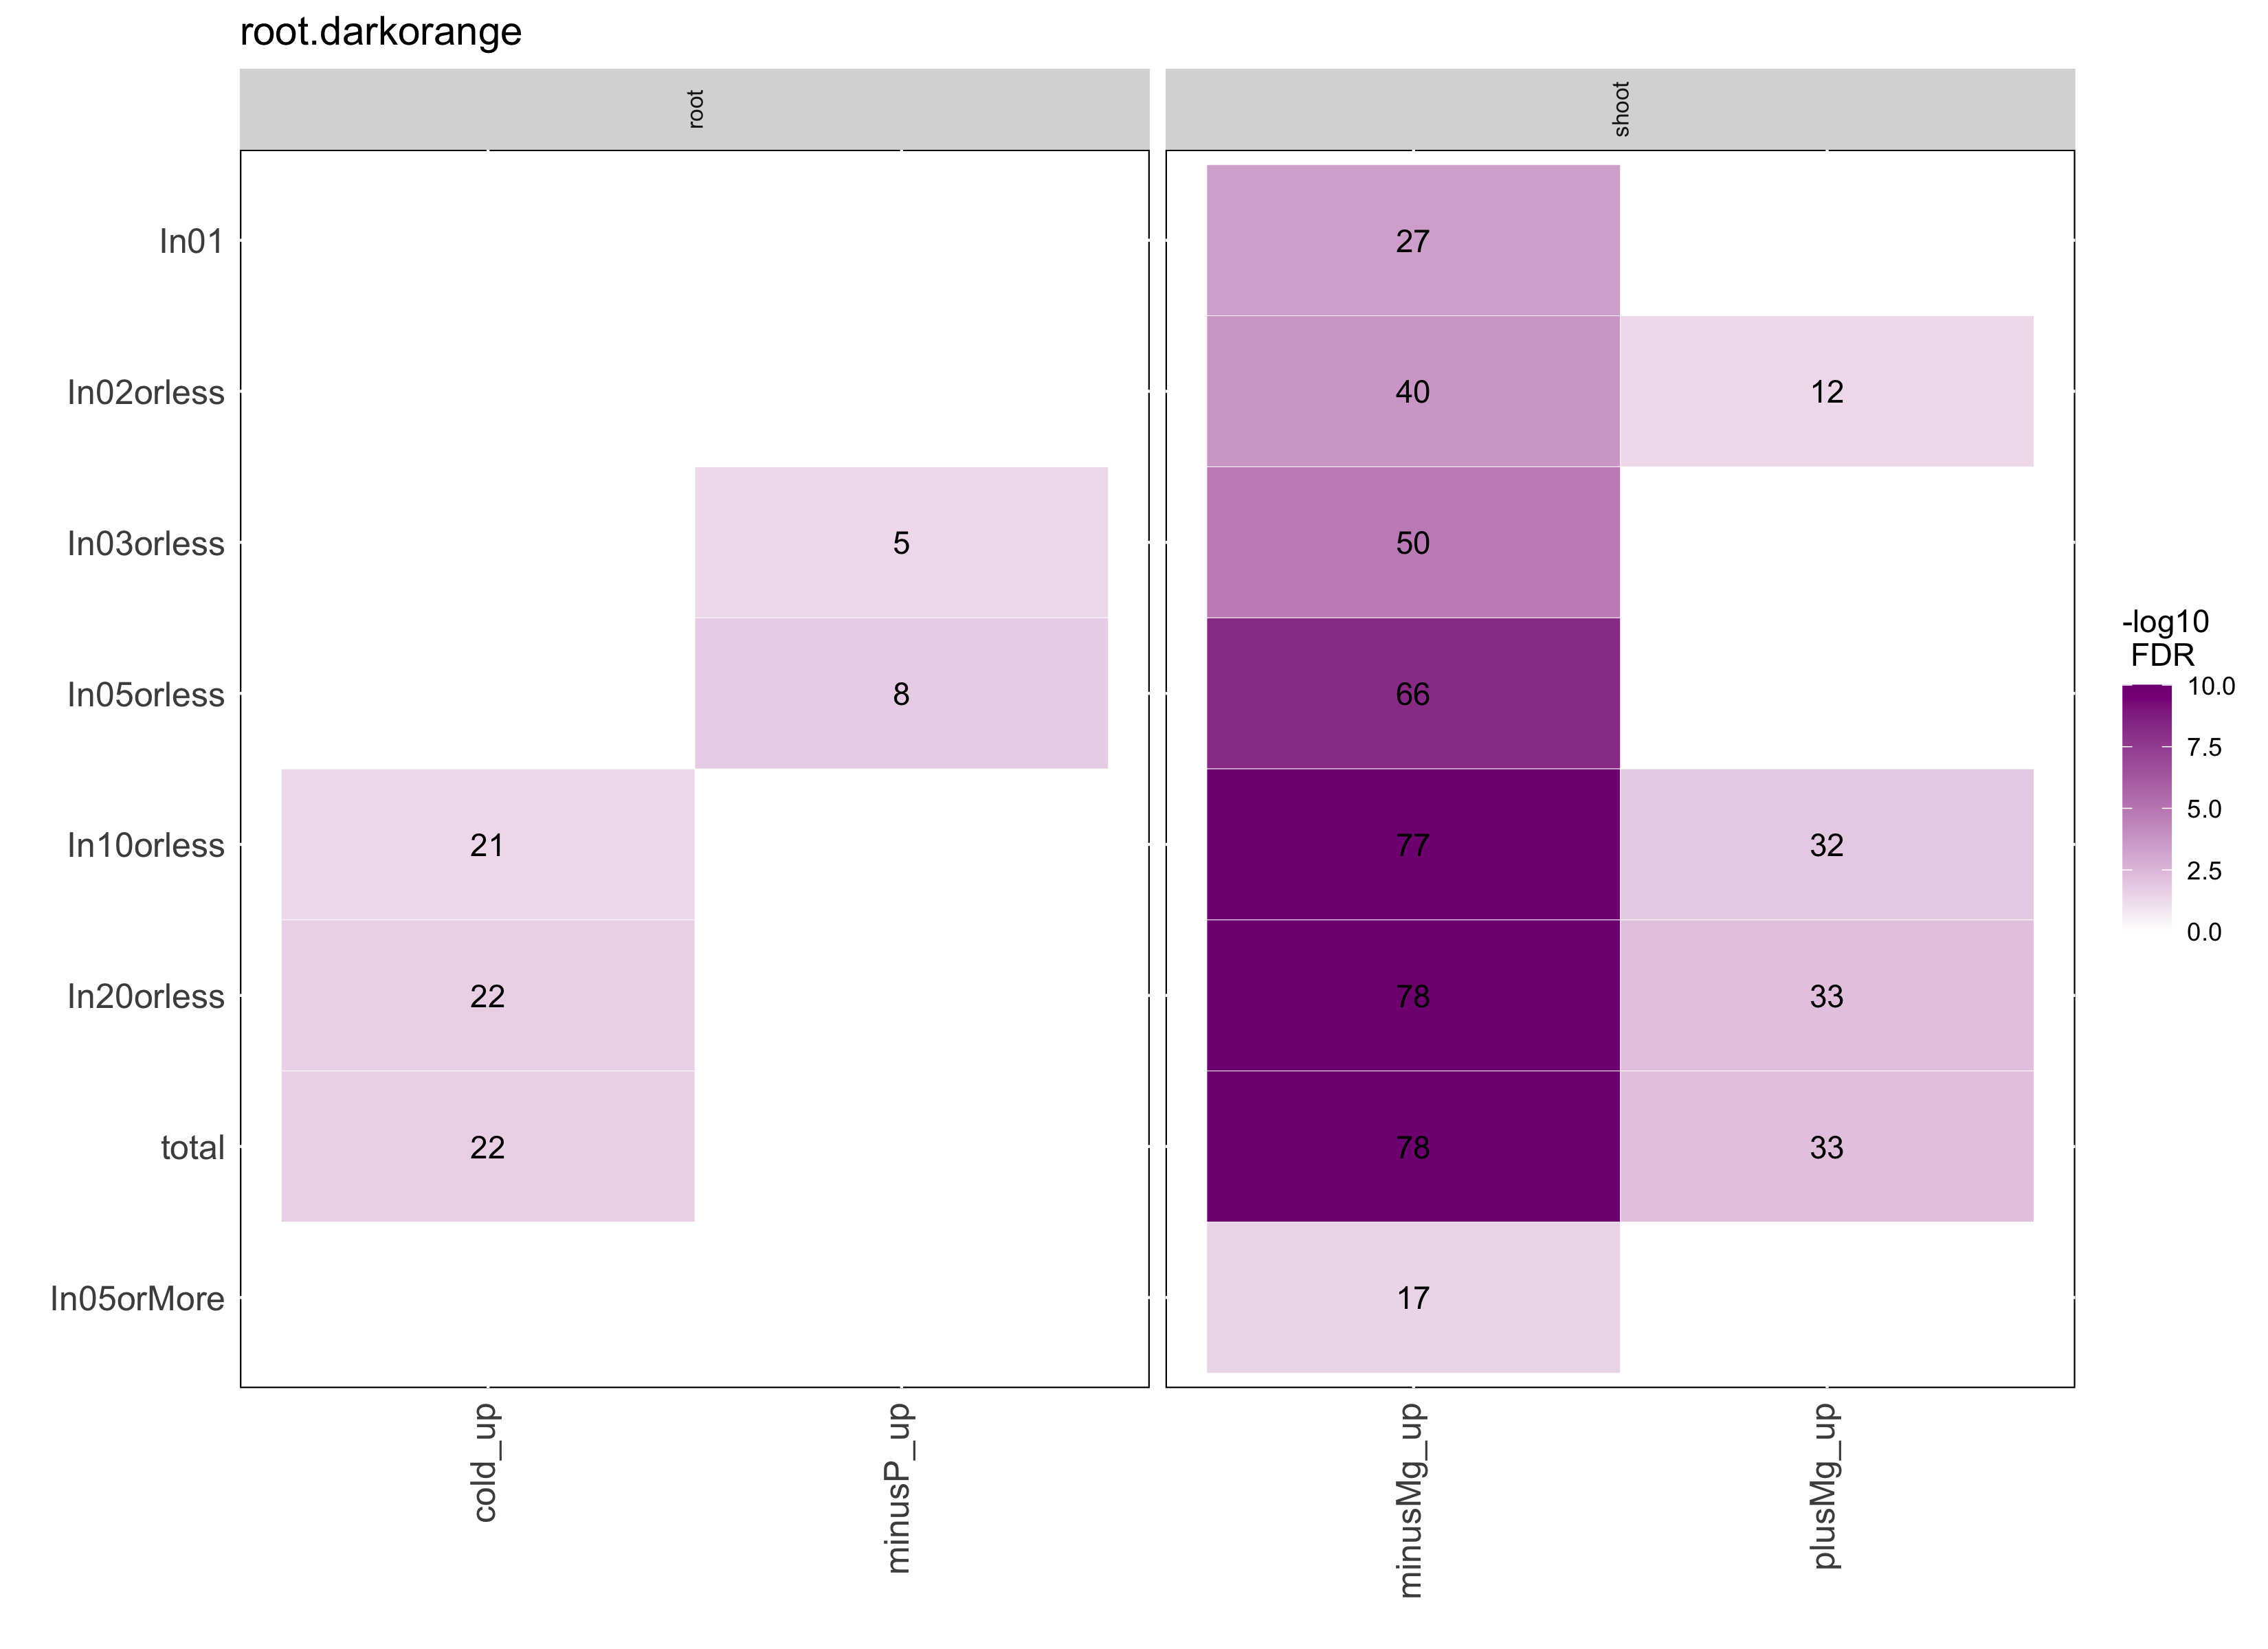 root.darkorange
root
shoot
In01
27
In02orless
40
12
In03orless
5
50
In05orless
8
66
In10orless
21
77
32
In20orless
22
78
33
total
22
78
33
In05orMore
17
cold_up
minusP_up
minusMg_up
plusMg_up
-log10
FDR
10.0
7.5
5.0
2.5
0.0